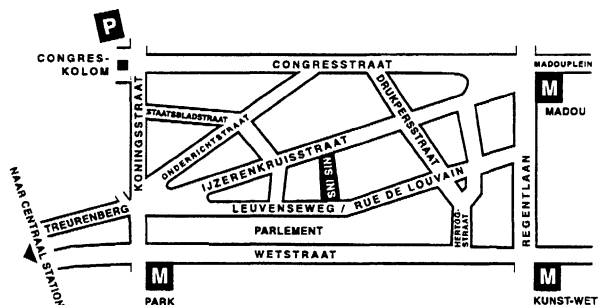 P
CONGRES-
KOLOM
CONGRESSTRAAT
MADOUPLEIN
M
MADOU
KONINGSSTRAAT
STAATSBLADSTRAAT
ONDERRICHTSTRAAT
DRUKPERSSTRAAT
IJZERENKRUISSTRAAT
NIS INS
REGENTLAAN
NAAR CENTRAAL STATION
TREURENBERG
LEUVENSEWEG / RUE DE LOUVAIN
HERTOG-
STRAAT
PARLEMENT
WETSTRAAT
M
PARK
M
KUNST-WET